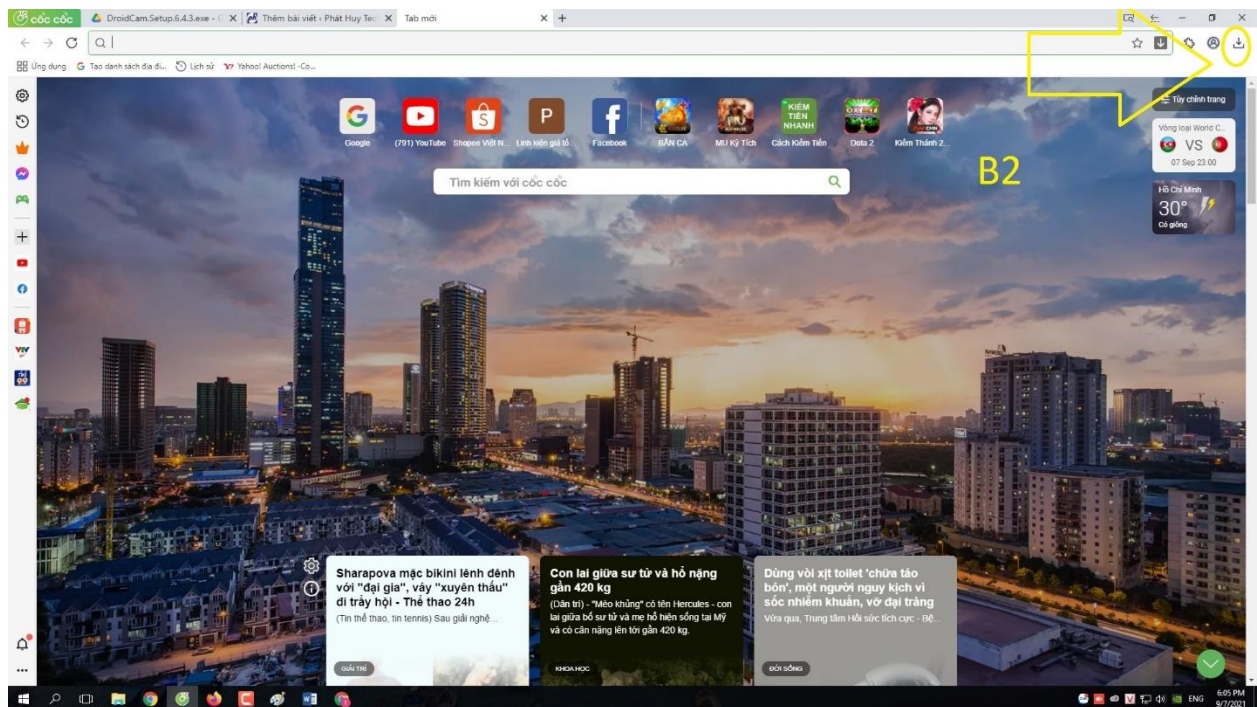 cốc cốc
DroidCam.Setup.6.4.3.exe - G
Thêm bài viết ‹ Phát Huy Tec
Tab mới
Ứng dụng
Tạo danh sách địa đi...
Lịch sử
Yahoo! Auctions! -Co...
Tùy chỉnh trang
Google
(791) YouTube
Shopee Việt N...
Linh kiện giá tố...
Facebook
BẮN CÁ
MU Kỳ Tích
KIẾM
TIỀN
NHANH
Cách Kiếm Tiền
Dota 2
Kiếm Thánh 2...
Vòng loại World C...
VS
07 Sep 23:00
Tìm kiếm với cốc cốc
B2
Hồ Chí Minh
30°
Có giông
Sharapova mặc bikini lênh đênh
với "đại gia", váy "xuyên thấu"
đi trẩy hội - Thể thao 24h
(Tin thể thao, tin tennis) Sau giải nghệ...
GIẢI TRÍ
Con lai giữa sư tử và hổ nặng
gần 420 kg
(Dân trí) - "Mèo khủng" có tên Hercules - con
lai giữa bố sư tử và mẹ hổ hiện sống tại Mỹ
và có cân nặng lên tới gần 420 kg.
KHOA HỌC
Dùng vòi xịt toilet 'chữa táo
bón', một người nguy kịch vì
sốc nhiễm khuẩn, vỡ đại tràng
Vừa qua, Trung tâm Hồi sức tích cực - Bệ...
ĐỜI SỐNG
ENG
6:05 PM
9/7/2021